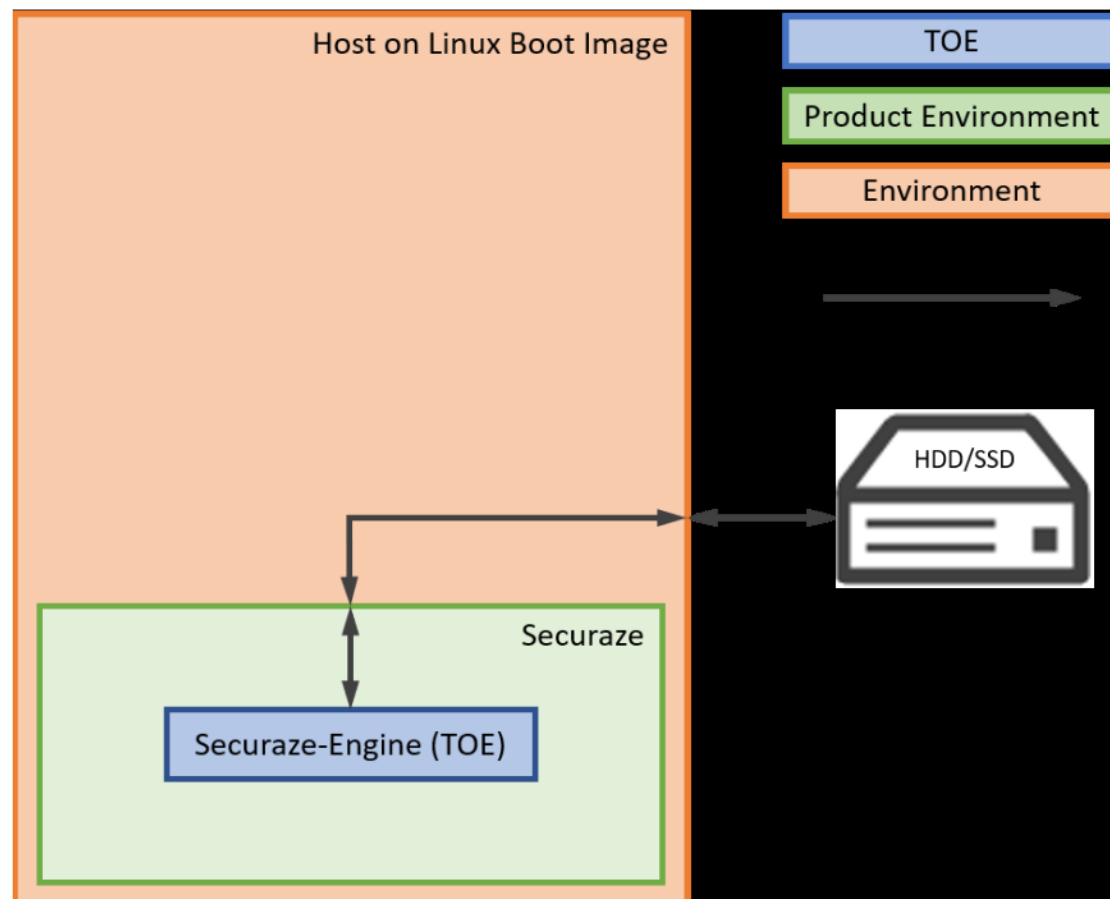 Host on Linux Boot Image
TOE
Product Environment
Environment
HDD/SSD
Securaze
Securaze-Engine (TOE)